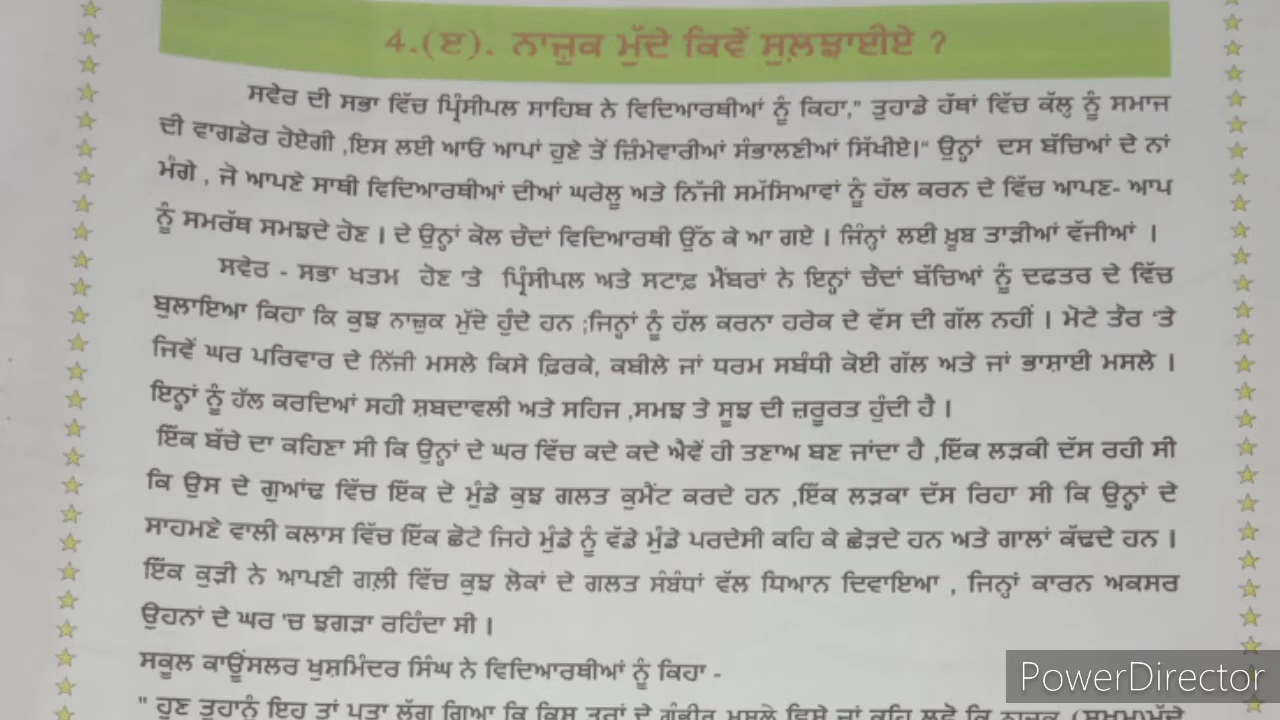 4.(ੲ). ਨਾਜ਼ੁਕ ਮੁੱਦੇ ਕਿਵੇਂ ਸੁਲਝਾਈਏ ?
ਸਵੇਰ ਦੀ ਸਭਾ ਵਿੱਚ ਪ੍ਰਿੰਸੀਪਲ ਸਾਹਿਬ ਨੇ ਵਿਦਿਆਰਥੀਆਂ ਨੂੰ ਕਿਹਾ," ਤੁਹਾਡੇ ਹੱਥਾਂ ਵਿੱਚ ਕੱਲ੍ਹ ਨੂੰ ਸਮਾਜ
ਦੀ ਵਾਗਡੋਰ ਹੋਏਗੀ ,ਇਸ ਲਈ ਆਓ ਆਪਾਂ ਹੁਣੇ ਤੋਂ ਜ਼ਿੰਮੇਵਾਰੀਆਂ ਸੰਭਾਲਣੀਆਂ ਸਿੱਖੀਏ।“ ਉਨ੍ਹਾਂ ਦਸ ਬੱਚਿਆਂ ਦੇ ਨਾਂ
ਮੰਗੇ , ਜੋ ਆਪਣੇ ਸਾਥੀ ਵਿਦਿਆਰਥੀਆਂ ਦੀਆਂ ਘਰੇਲੂ ਅਤੇ ਨਿੱਜੀ ਸਮੱਸਿਆਵਾਂ ਨੂੰ ਹੱਲ ਕਰਨ ਦੇ ਵਿੱਚ ਆਪਣ- ਆਪ
ਨੂੰ ਸਮਰੱਥ ਸਮਝਦੇ ਹੋਣ । ਦੇ ਉਨ੍ਹਾਂ ਕੋਲ ਚੌਦਾਂ ਵਿਦਿਆਰਥੀ ਉੱਠ ਕੇ ਆ ਗਏ । ਜਿੰਨ੍ਹਾਂ ਲਈ ਖ਼ੂਬ ਤਾੜੀਆਂ ਵੱਜੀਆਂ ।
ਸਵੇਰ - ਸਭਾ ਖਤਮ ਹੋਣ 'ਤੇ ਪ੍ਰਿੰਸੀਪਲ ਅਤੇ ਸਟਾਫ਼ ਮੈਂਬਰਾਂ ਨੇ ਇਨ੍ਹਾਂ ਚੌਦਾਂ ਬੱਚਿਆਂ ਨੂੰ ਦਫਤਰ ਦੇ ਵਿੱਚ
ਬੁਲਾਇਆ ਕਿਹਾ ਕਿ ਕੁਝ ਨਾਜ਼ੁਕ ਮੁੱਦੇ ਹੁੰਦੇ ਹਨ ;ਜਿਨ੍ਹਾਂ ਨੂੰ ਹੱਲ ਕਰਨਾ ਹਰੇਕ ਦੇ ਵੱਸ ਦੀ ਗੱਲ ਨਹੀਂ । ਮੋਟੇ ਤੌਰ 'ਤੇ
ਜਿਵੇਂ ਘਰ ਪਰਿਵਾਰ ਦੇ ਨਿੱਜੀ ਮਸਲੇ ਕਿਸੇ ਫ਼ਿਰਕੇ, ਕਬੀਲੇ ਜਾਂ ਧਰਮ ਸਬੰਧੀ ਕੋਈ ਗੱਲ ਅਤੇ ਜਾਂ ਭਾਸ਼ਾਈ ਮਸਲੇ ।
ਇਨ੍ਹਾਂ ਨੂੰ ਹੱਲ ਕਰਦਿਆਂ ਸਹੀ ਸ਼ਬਦਾਵਲੀ ਅਤੇ ਸਹਿਜ ,ਸਮਝ ਤੇ ਸੂਝ ਦੀ ਜ਼ਰੂਰਤ ਹੁੰਦੀ ਹੈ ।
ਇੱਕ ਬੱਚੇ ਦਾ ਕਹਿਣਾ ਸੀ ਕਿ ਉਨ੍ਹਾਂ ਦੇ ਘਰ ਵਿੱਚ ਕਦੇ ਕਦੇ ਐਵੇਂ ਹੀ ਤਣਾਅ ਬਣ ਜਾਂਦਾ ਹੈ ,ਇੱਕ ਲੜਕੀ ਦੱਸ ਰਹੀ ਸੀ
ਕਿ ਉਸ ਦੇ ਗੁਆਂਢ ਵਿੱਚ ਇੱਕ ਦੋ ਮੁੰਡੇ ਕੁਝ ਗਲਤ ਕੁਮੈਂਟ ਕਰਦੇ ਹਨ ,ਇੱਕ ਲੜਕਾ ਦੱਸ ਰਿਹਾ ਸੀ ਕਿ ਉਨ੍ਹਾਂ ਦੇ
ਸਾਹਮਣੇ ਵਾਲੀ ਕਲਾਸ ਵਿੱਚ ਇੱਕ ਛੋਟੇ ਜਿਹੇ ਮੁੰਡੇ ਨੂੰ ਵੱਡੇ ਮੁੰਡੇ ਪਰਦੇਸੀ ਕਹਿ ਕੇ ਛੇੜਦੇ ਹਨ ਅਤੇ ਗਾਲਾਂ ਕੱਢਦੇ ਹਨ ।
ਇੱਕ ਕੁੜੀ ਨੇ ਆਪਣੀ ਗਲੀ ਵਿੱਚ ਕੁਝ ਲੋਕਾਂ ਦੇ ਗਲਤ ਸੰਬੰਧਾਂ ਵੱਲ ਧਿਆਨ ਦਿਵਾਇਆ , ਜਿਨ੍ਹਾਂ ਕਾਰਨ ਅਕਸਰ
ਉਹਨਾਂ ਦੇ ਘਰ 'ਚ ਝਗੜਾ ਰਹਿੰਦਾ ਸੀ ।
ਸਕੂਲ ਕਾਊਂਸਲਰ ਖੁਸ਼ਮਿੰਦਰ ਸਿੰਘ ਨੇ ਵਿਦਿਆਰਥੀਆਂ ਨੂੰ ਕਿਹਾ -
" ਹੁਣ ਤੁਹਾਨੂੰ ਇਹ ਤਾਂ ਪਤਾ ਲੱਗ ਗਿਆ ਕਿ ਕਿਸ ਤਰਾਂ ਦੇ ਗੰਭੀਰ ਮਸਲੇ
PowerDirector